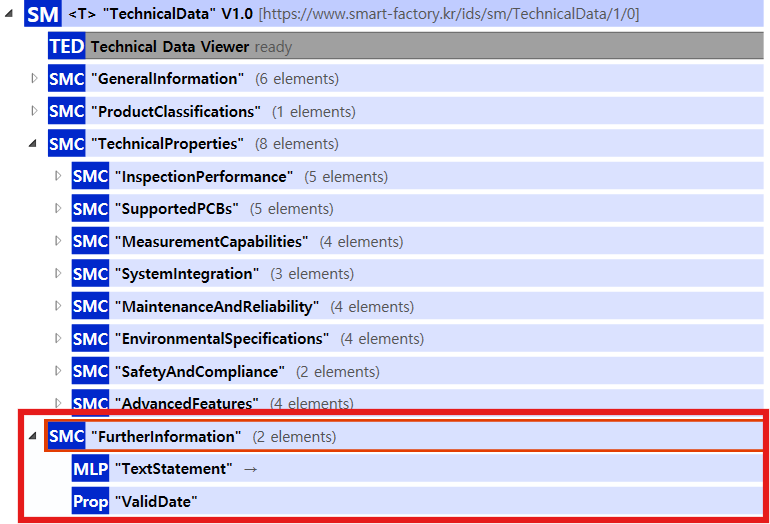 SM <T> "TechnicalData" V1.0 [https://www.smart-factory.kr/ids/sm/TechnicalData/1/0]
TED Technical Data Viewer ready
SMC "GeneralInformation" (6 elements)
SMC "ProductClassifications" (1 elements)
SMC "TechnicalProperties" (8 elements)
SMC "InspectionPerformance" (5 elements)
SMC "SupportedPCBs" (5 elements)
SMC "MeasurementCapabilities" (4 elements)
SMC "SystemIntegration" (3 elements)
SMC "MaintenanceAndReliability" (4 elements)
SMC "EnvironmentalSpecifications" (4 elements)
SMC "SafetyAndCompliance" (2 elements)
SMC "AdvancedFeatures" (4 elements)
SMC "FurtherInformation" (2 elements)
MLP "TextStatement" →
Prop "ValidDate"